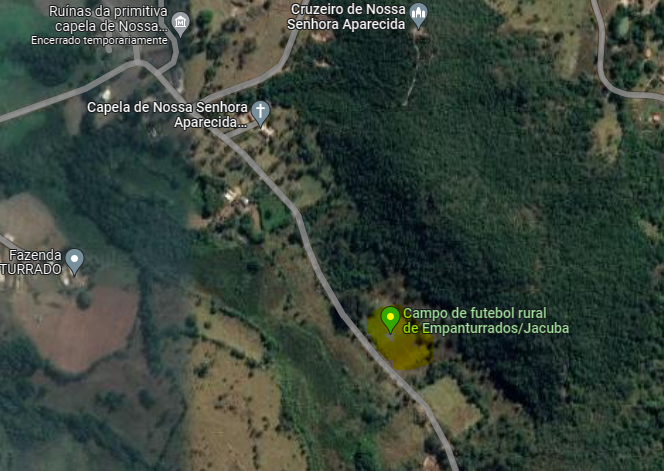 Ruínas da primitiva
capela de Nossa...
Encerrado temporariamente
Cruzeiro de Nossa
Senhora Aparecida
Capela de Nossa Senhora
Aparecida...
Fazenda
TURRADO
Campo de futebol rural
de Empanturrados/Jacuba